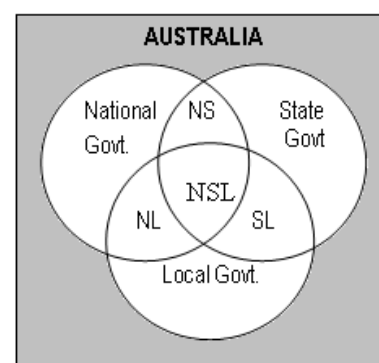 AUSTRALIA
National Govt.
NS
State Govt
NSL
NL
SL
Local Govt.